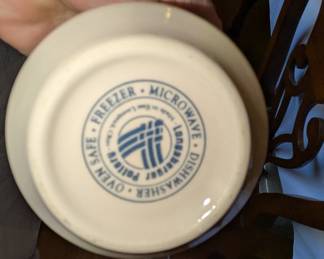 OVEN SAFE • FREEZER • MICROWAVE • DISHWASHER •
Longaberger Pottery